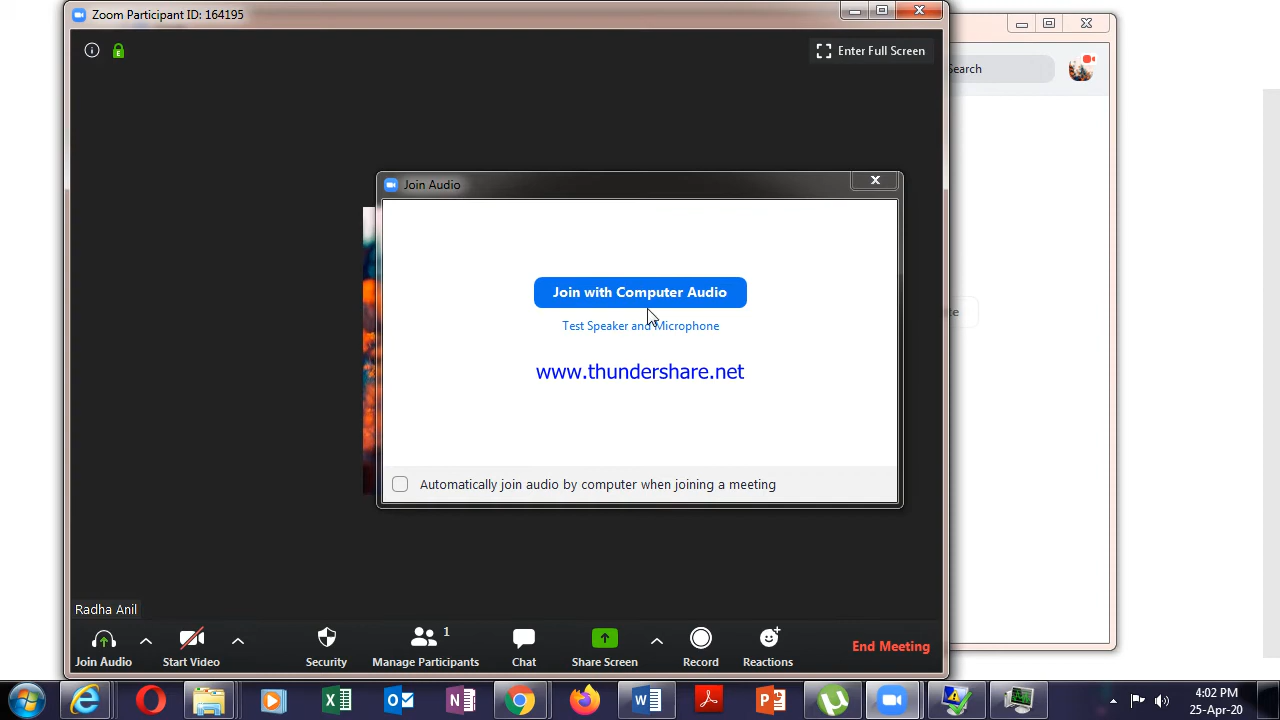 Zoom Participant ID: 164195
Enter Full Screen
Search
Join Audio
X
Join with Computer Audio
Test Speaker and Microphone
www.thundershare.net
Automatically join audio by computer when joining a meeting
Radha Anil
1
Join Audio
Start Video
Security
Manage Participants
Chat
Share Screen
Record
Reactions
End Meeting
4:02 PM
25-Apr-20